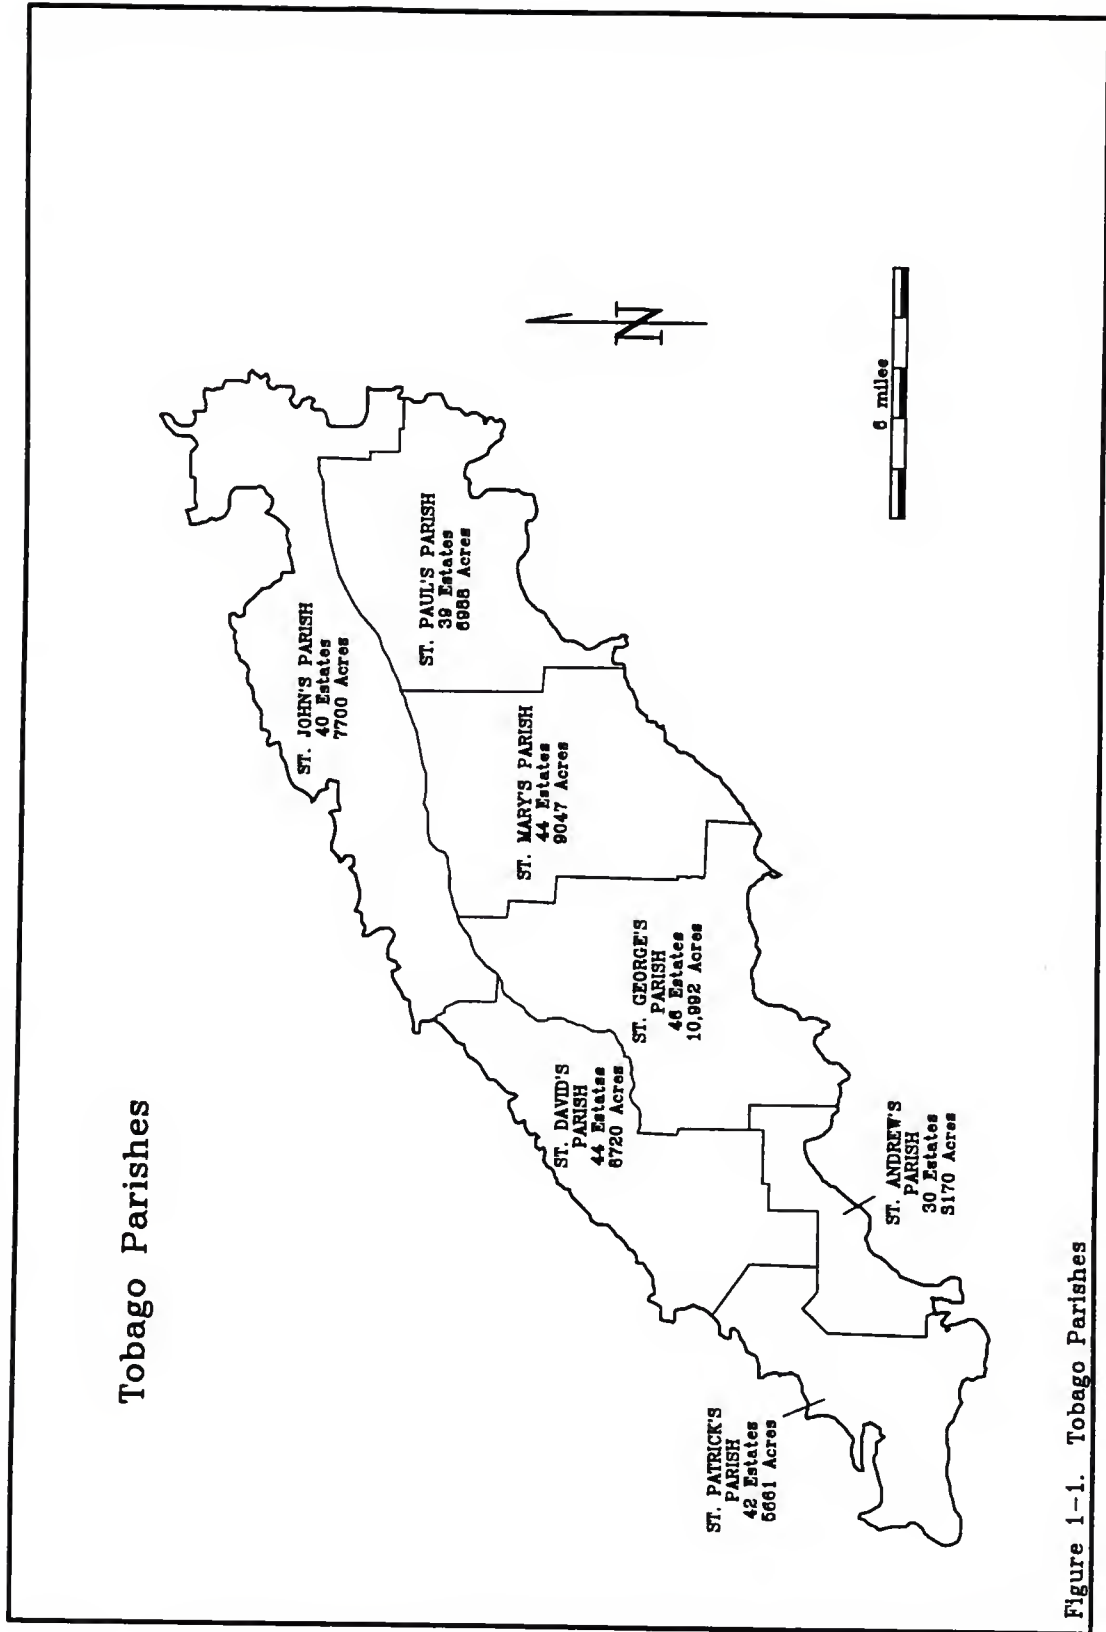 Tobago Parishes
ST. JOHN'S PARISH
40 Estates
7700 Acres
ST. PAUL'S PARISH
39 Estates
6988 Acres
ST. MARY'S PARISH
44 Estates
9047 Acres
ST. GEORGE'S
PARISH
46 Estates
10,992 Acres
ST. DAVID'S
PARISH
44 Estates
6720 Acres
ST. ANDREW'S
PARISH
30 Estates
3170 Acres
ST. PATRICK'S
PARISH
42 Estates
5661 Acres
N
6 miles
Figure 1-1. Tobago Parishes